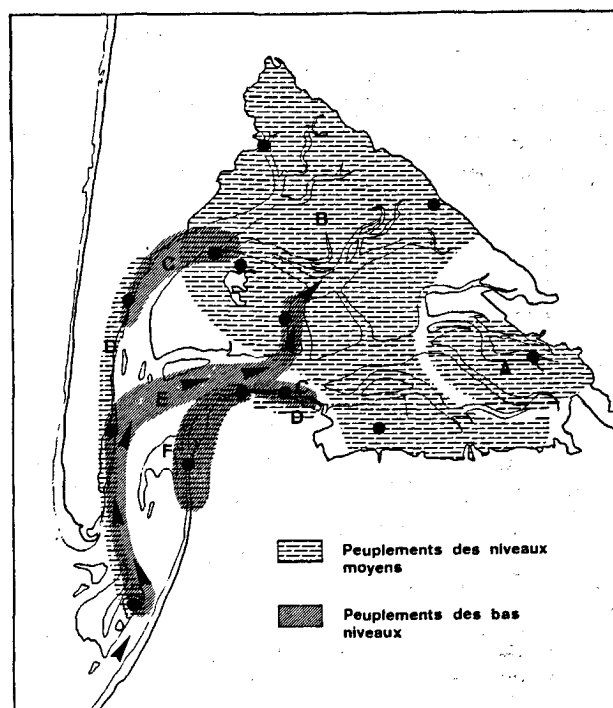 B
C
A
D
E
C
D
F
Peuplements des niveaux
moyens
Peuplements des bas
niveaux